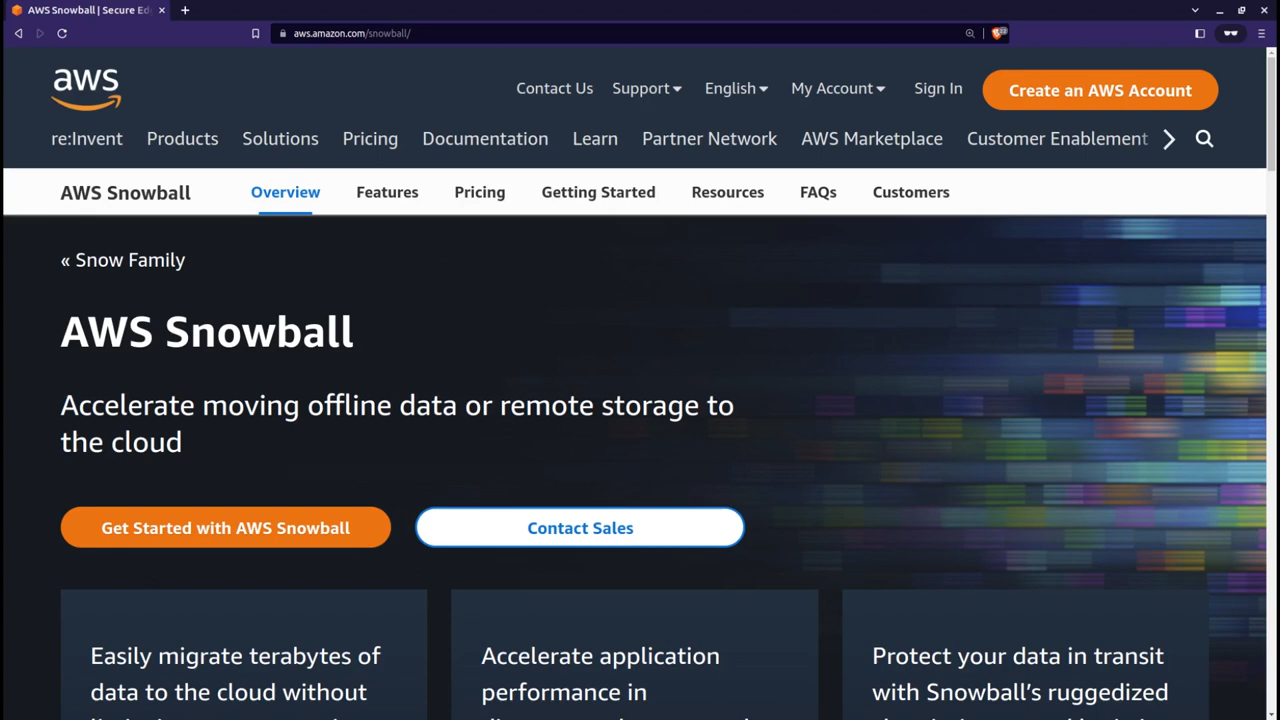 AWS Snowball | Secure Ed
aws.amazon.com/snowball/
aws
Contact Us Support English My Account Sign In Create an AWS Account
re:Invent Products Solutions Pricing Documentation Learn Partner Network AWS Marketplace Customer Enablement
AWS Snowball Overview Features Pricing Getting Started Resources FAQs Customers
« Snow Family
AWS Snowball
Accelerate moving offline data or remote storage to
the cloud
Get Started with AWS Snowball Contact Sales
Easily migrate terabytes of
data to the cloud without
Accelerate application
performance in
Protect your data in transit
with Snowball's ruggedized